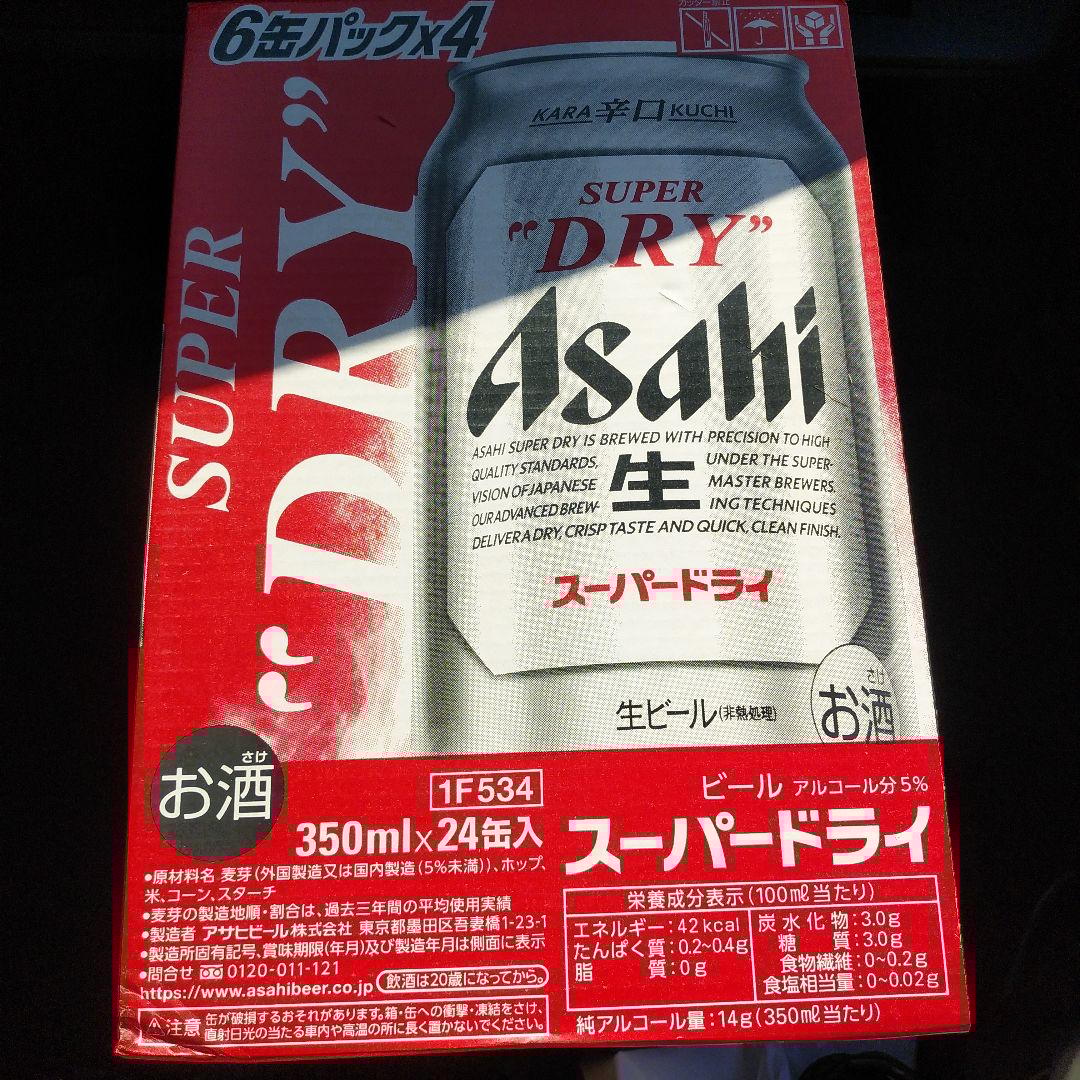 カッター禁止
6缶パック×4
SUPER
"DRY"
KARA 辛口 KUCHI
SUPER
"DRY"
Asahi
ASAHI SUPER DRY IS BREWED WITH PRECISION TO HIGH
QUALITY STANDARDS, UNDER THE SUPER-
VISION OF JAPANESE MASTER BREWERS.
OUR ADVANCED BREW- ING TECHNIQUES
生
DELIVER A DRY, CRISP TASTE AND QUICK, CLEAN FINISH.
スーパードライ
生ビール(非熱処理)
さけ
お酒
さけ
お酒
1F534
350ml×24缶入
ビール アルコール分5%
スーパードライ
●原材料名 麦芽(外国製造又は国内製造(5%未満))、ホップ、
米、コーン、スターチ
●麦芽の製造地順・割合は、過去三年間の平均使用実績
●製造者 アサヒビール株式会社 東京都墨田区吾妻橋1-23-1
●製造所固有記号、賞味期限(年月)及び製造年月は側面に表示
●問合せ 0120-011-121
https://www.asahibeer.co.jp 飲酒は20歳になってから。
注意 缶が破損するおそれがあります。箱・缶への衝撃・凍結をさけ、
直射日光の当たる車内や高温の所に長く置かないでください。
栄養成分表示(100ml当たり)
エネルギー:42kcal
たんぱく質:0.2~0.4g
脂質:0g
炭水化物:3.0g
糖質:3.0g
食物繊維:0~0.2g
食塩相当量:0~0.02g
純アルコール量:14g(350ml当たり)